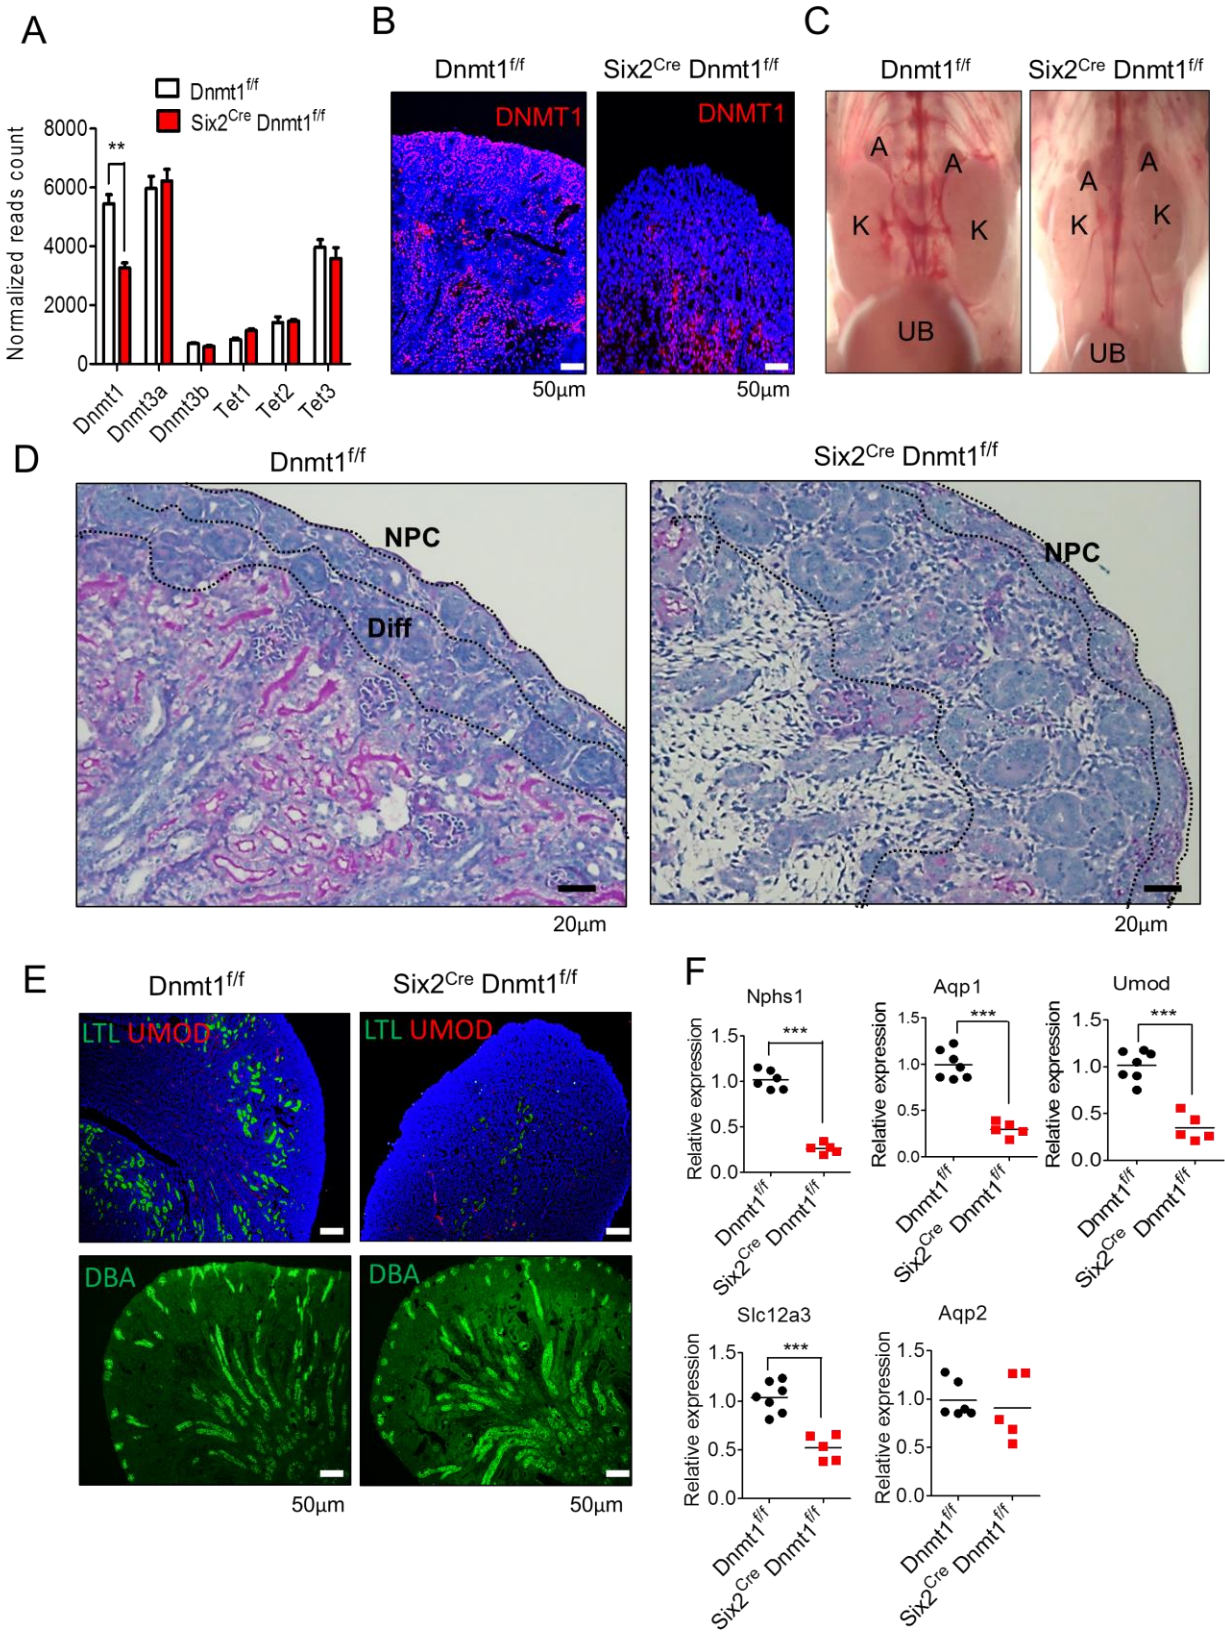 A
Dnmt1f/f
Six2Cre Dnmt1f/f
Normalized reads count
8000
6000
4000
2000
0
**
Dnmt1
Dnmt3a
Dnmt3b
Tet1
Tet2
Tet3
B
Dnmt1f/f
Six2Cre Dnmt1f/f
DNMT1
DNMT1
50µm
50µm
C
Dnmt1f/f
Six2Cre Dnmt1f/f
A
A
K
K
UB
A
A
K
K
UB
D
Dnmt1f/f
Six2Cre Dnmt1f/f
NPC
Diff
NPC
20µm
20µm
E
Dnmt1f/f
Six2Cre Dnmt1f/f
LTL UMOD
LTL UMOD
DBA
DBA
50µm
50µm
F
Nphs1
Relative expression
1.5
1.0
0.5
0.0
***
Dnmt1f/f
Six2Cre Dnmt1f/f
Aqp1
Relative expression
1.5
1.0
0.5
0.0
***
Dnmt1f/f
Six2Cre Dnmt1f/f
Umod
Relative expression
1.5
1.0
0.5
0.0
***
Dnmt1f/f
Six2Cre Dnmt1f/f
Slc12a3
Relative expression
1.5
1.0
0.5
0.0
***
Dnmt1f/f
Six2Cre Dnmt1f/f
Aqp2
Relative expression
1.5
1.0
0.5
0.0
Dnmt1f/f
Six2Cre Dnmt1f/f